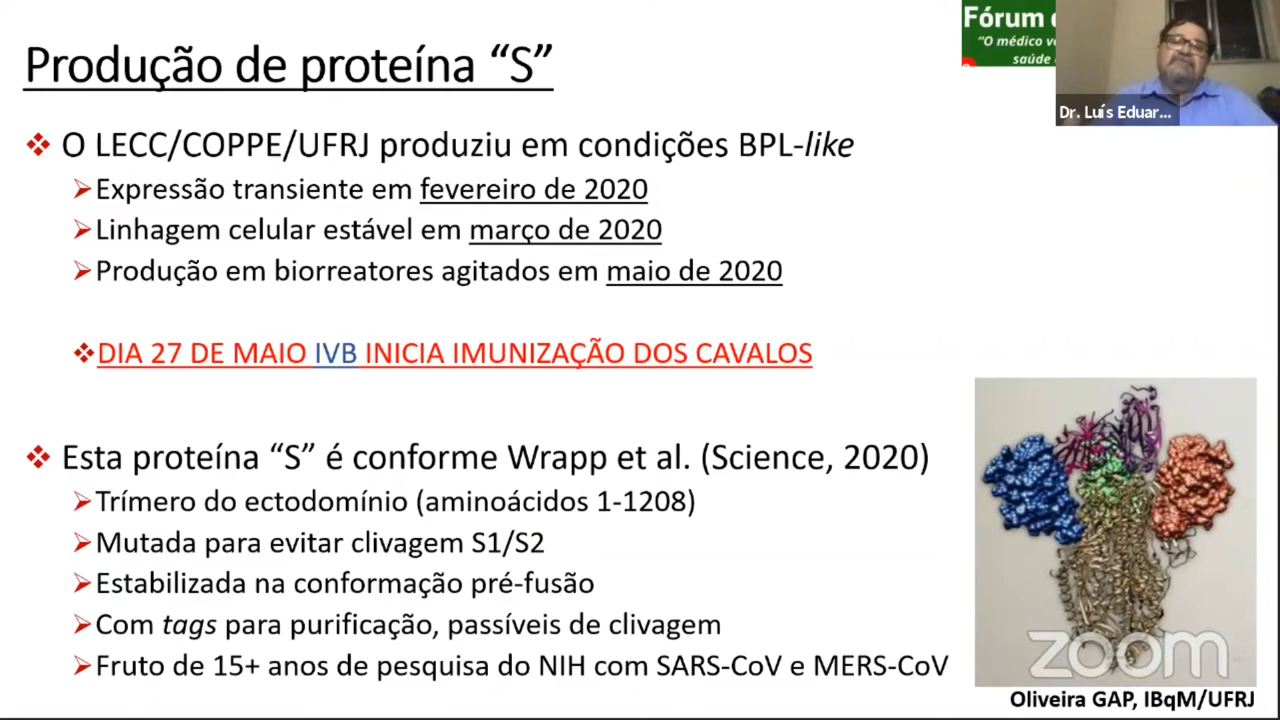 Produção de proteína “S”
Fórum
“O médico
saúde
Dr. Luís Eduar...
❖ O LECC/COPPE/UFRJ produziu em condições BPL-like
➢Expressão transiente em fevereiro de 2020
➢Linhagem celular estável em março de 2020
➢Produção em biorreatores agitados em maio de 2020
❖DIA 27 DE MAIO IVB INICIA IMUNIZAÇÃO DOS CAVALOS
❖ Esta proteína “S” é conforme Wrapp et al. (Science, 2020)
➢Trímero do ectodomínio (aminoácidos 1-1208)
➢Mutada para evitar clivagem S1/S2
➢Estabilizada na conformação pré-fusão
➢Com tags para purificação, passíveis de clivagem
➢Fruto de 15+ anos de pesquisa do NIH com SARS-CoV e MERS-CoV
zoom
Oliveira GAP, IBqM/UFRJ